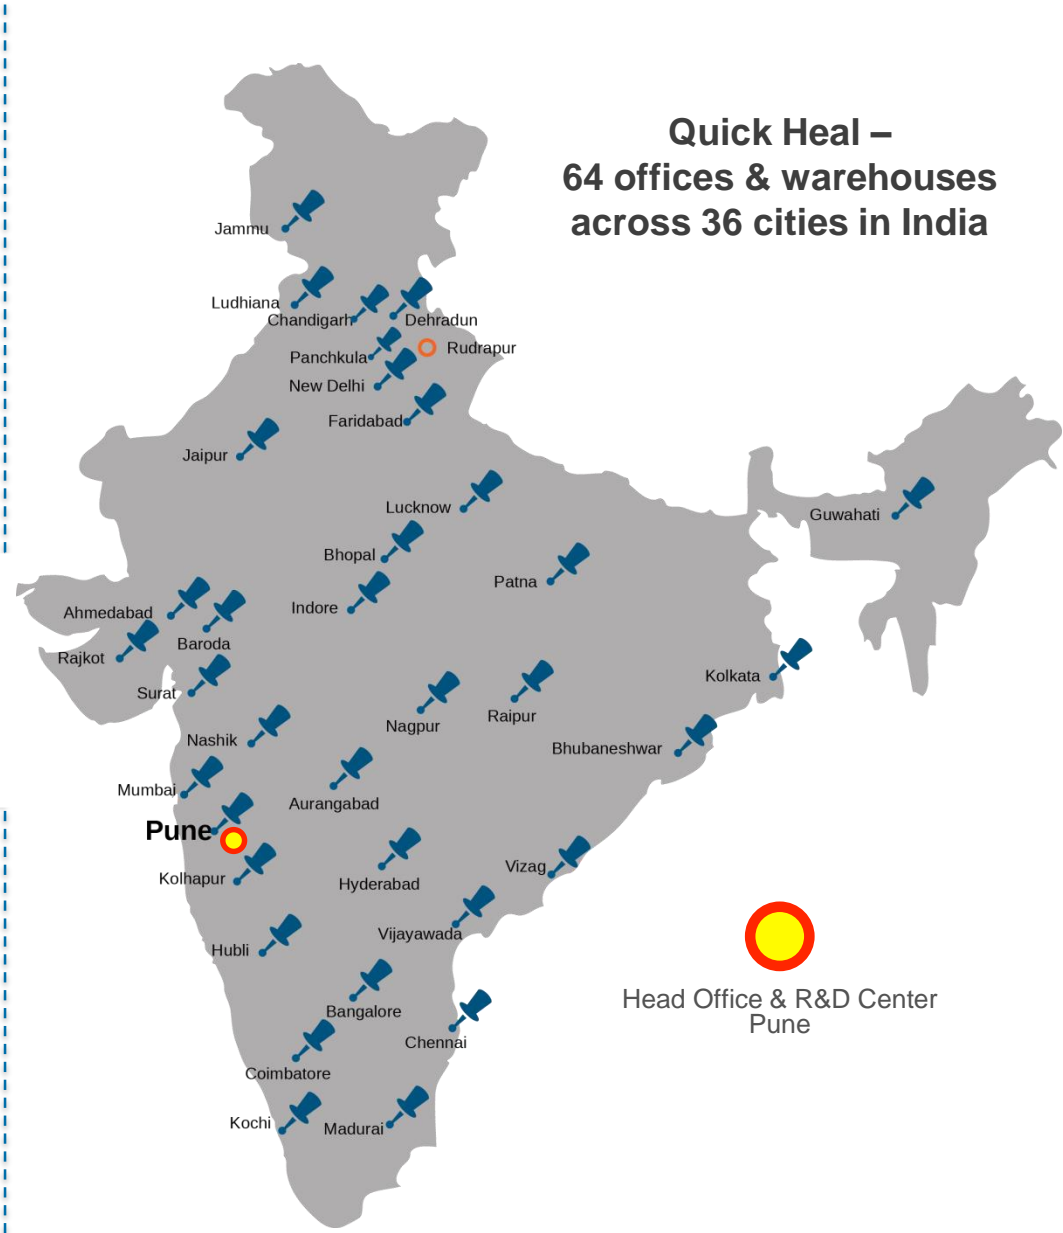 Quick Heal –
64 offices & warehouses
across 36 cities in India
Jammu
Ludhiana
Chandigarh
Dehradun
Rudrapur
Panchkula
New Delhi
Faridabad
Jaipur
Lucknow
Guwahati
Bhopal
Patna
Indore
Ahmedabad
Baroda
Rajkot
Kolkata
Surat
Nagpur
Raipur
Nashik
Bhubaneshwar
Mumbai
Aurangabad
Pune
Kolhapur
Hyderabad
Vizag
Vijayawada
Hubli
Head Office & R&D Center
Pune
Bangalore
Chennai
Coimbatore
Kochi
Madurai